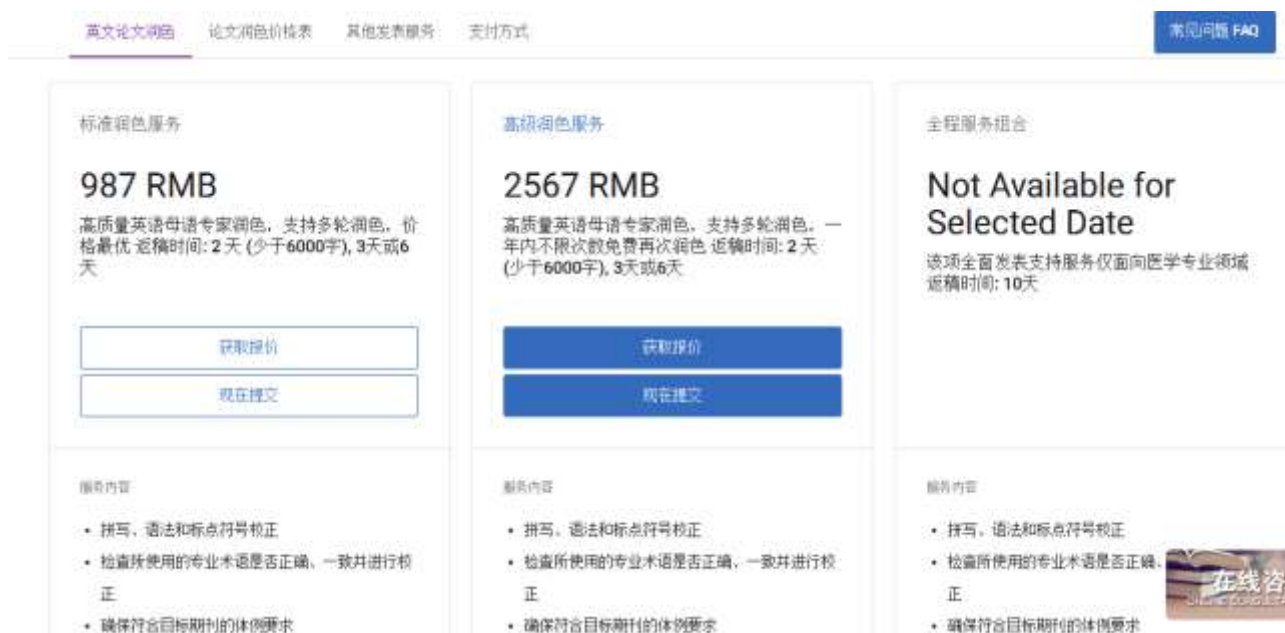 英文论文润色
论文润色价格表
其他发表服务
支付方式
常见问题 FAQ
标准润色服务
987 RMB
高质量英语母语专家润色，支持多轮润色，价
格最优 返稿时间: 2 天 (少于6000字), 3天或6
天
获取报价
现在提交
服务内容
• 拼写、语法和标点符号校正
• 检查所使用的专业术语是否正确、一致并进行校
正
• 确保符合目标期刊的体例要求
高级润色服务
2567 RMB
高质量英语母语专家润色，支持多轮润色，一
年内不限次数免费再次润色 返稿时间: 2 天
(少于6000字), 3天或6天
获取报价
现在提交
服务内容
• 拼写、语法和标点符号校正
• 检查所使用的专业术语是否正确、一致并进行校
正
• 确保符合目标期刊的体例要求
全程服务组合
Not Available for
Selected Date
该项全面发表支持服务仅面向医学专业领域
返稿时间: 10天
服务内容
• 拼写、语法和标点符号校正
• 检查所使用的专业术语是否正确、
正
• 确保符合目标期刊的体例要求
在线咨